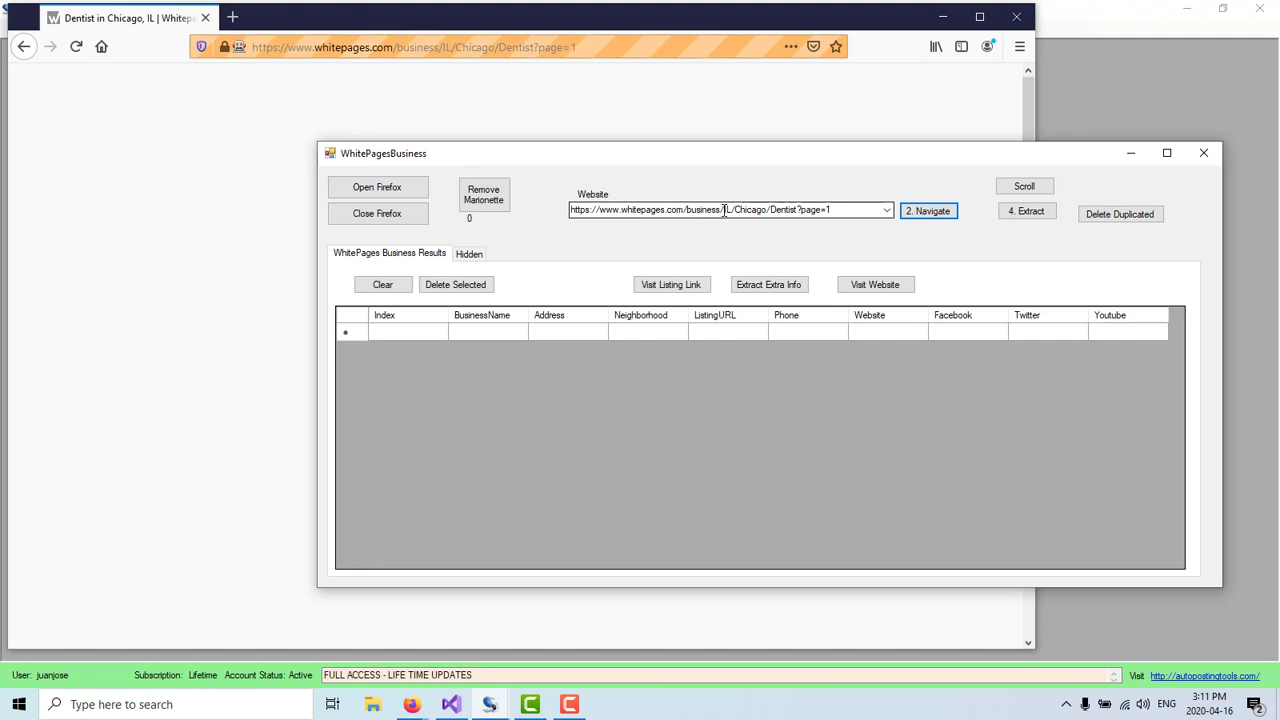 Dentist in Chicago, IL | Whitepa
https://www.whitepages.com/business/IL/Chicago/Dentist?page=1
WhitePagesBusiness
Open Firefox
Close Firefox
Remove
Marionette
0
Website
https://www.whitepages.com/business/IL/Chicago/Dentist?page=1
2. Navigate
Scroll
4. Extract
Delete Duplicated
WhitePages Business Results
Hidden
Clear
Delete Selected
Visit Listing Link
Extract Extra Info
Visit Website
Index
BusinessName
Address
Neighborhood
ListingURL
Phone
Website
Facebook
Twitter
Youtube
User: juanjose
Subscription: Lifetime
Account Status: Active
FULL ACCESS - LIFE TIME UPDATES
Visit
http://autopostingtools.com/
Type here to search
ENG
3:11 PM
2020-04-16
2